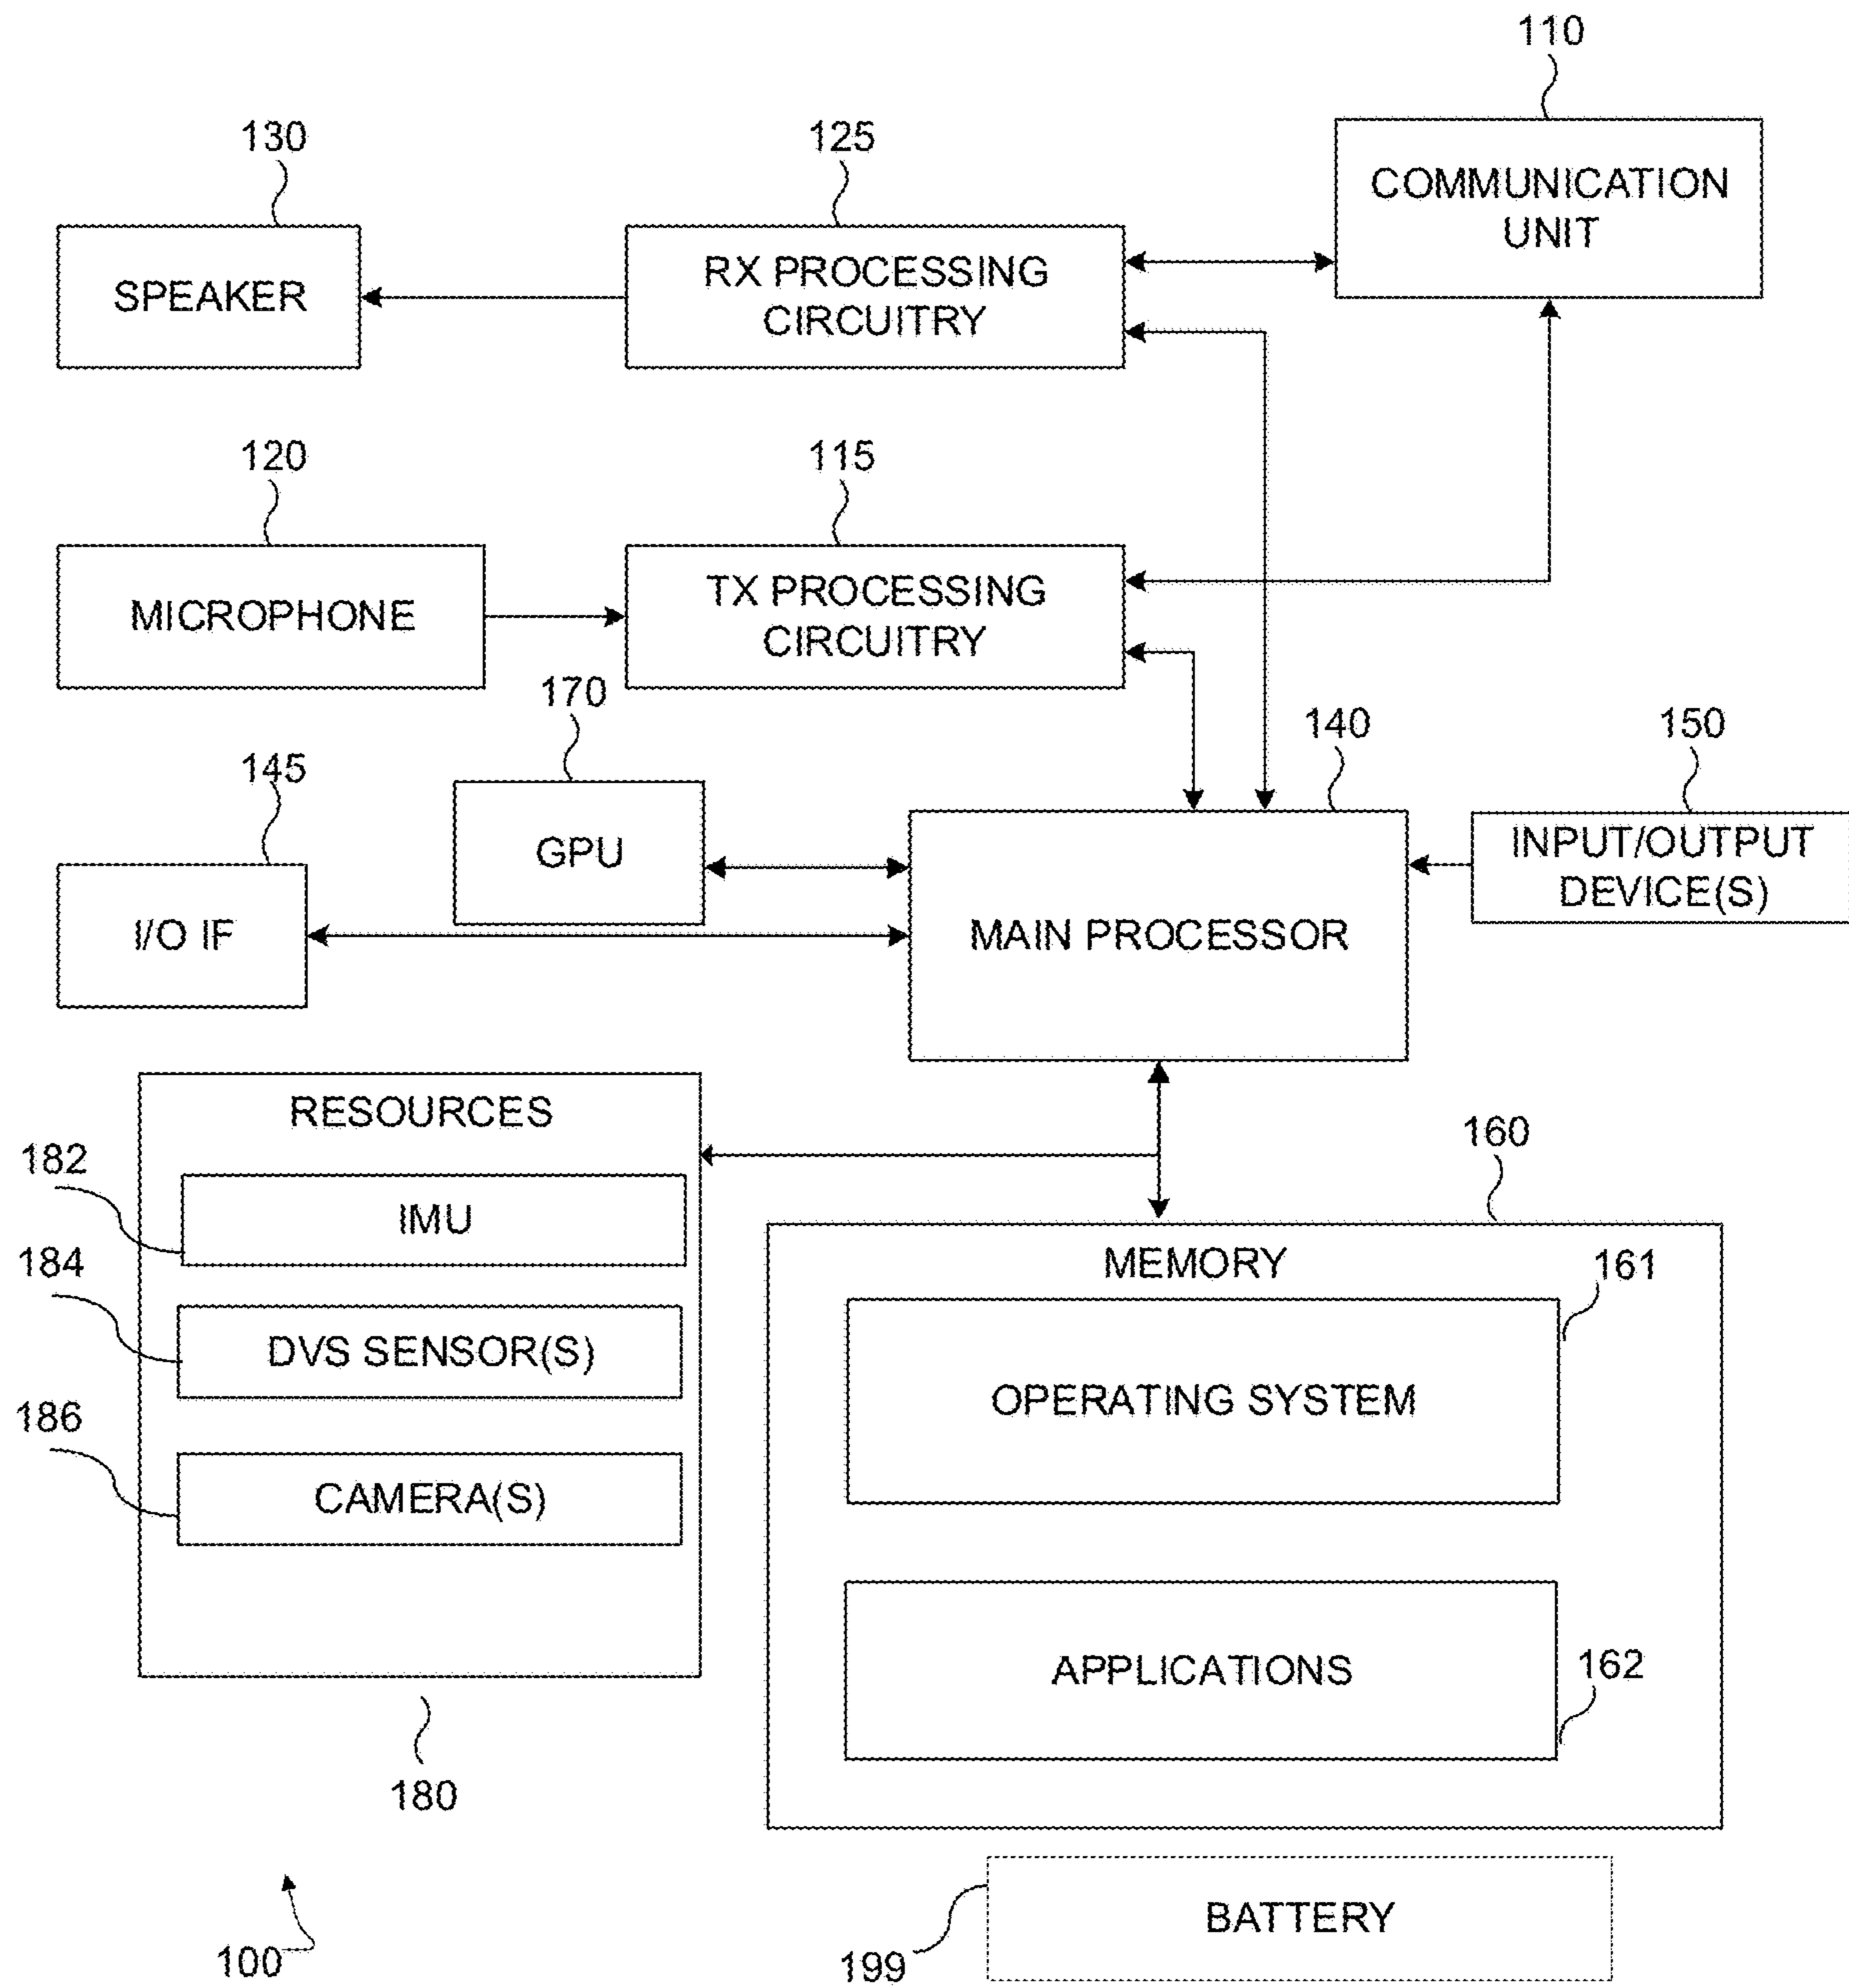 110
130
125
COMMUNICATION
UNIT
SPEAKER
RX PROCESSING
CIRCUITRY
120
115
MICROPHONE
TX PROCESSING
CIRCUITRY
170
140
150
145
GPU
INPUT/OUTPUT
DEVICE(S)
I/O IF
MAIN PROCESSOR
RESOURCES
160
182
IMU
MEMORY
184
161
DVS SENSOR(S)
OPERATING SYSTEM
186
CAMERA(S)
APPLICATIONS
162
180
BATTERY
100
199